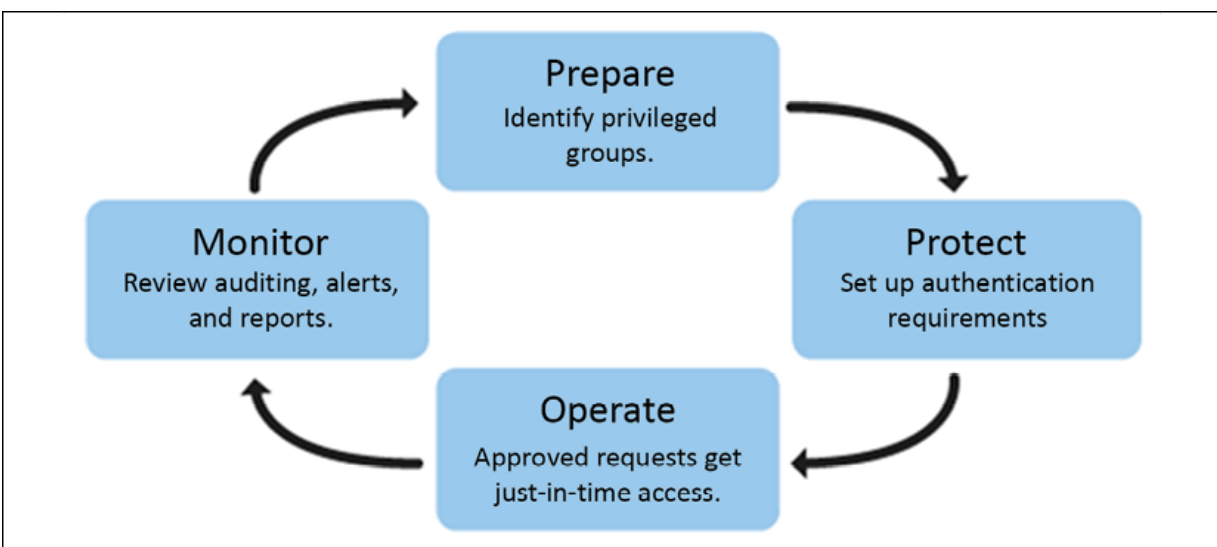 Prepare
Identify privileged
groups.
Monitor
Review auditing, alerts,
and reports.
Protect
Set up authentication
requirements
Operate
Approved requests get
just-in-time access.